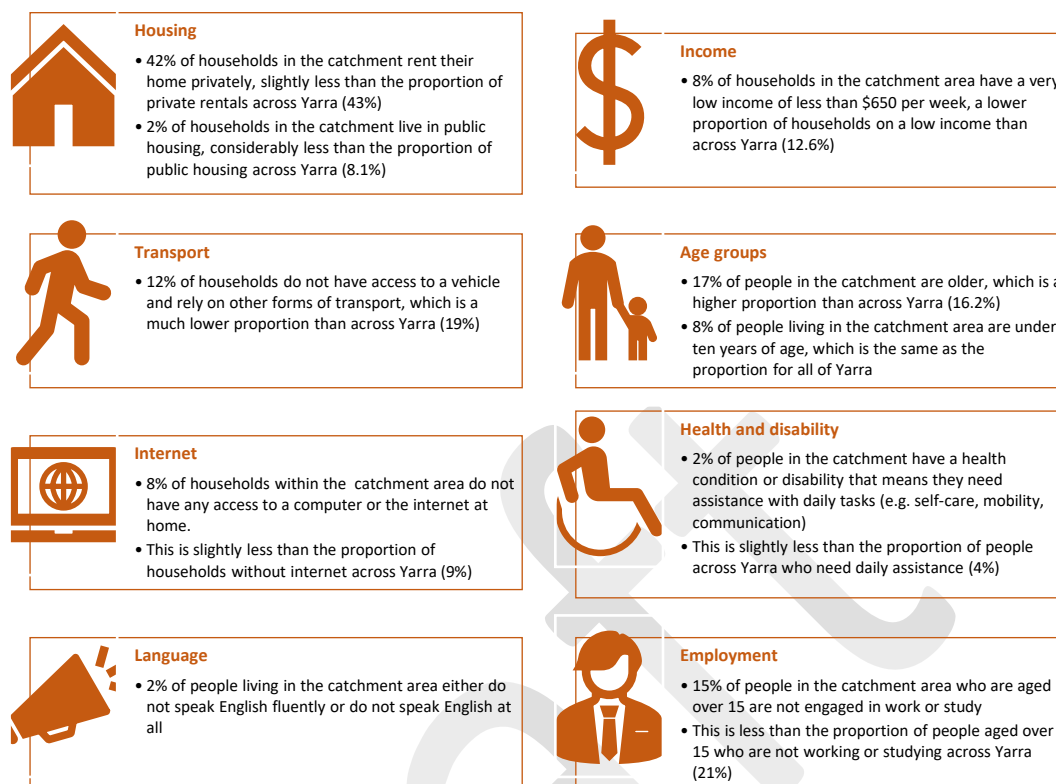 Housing
• 42% of households in the catchment rent their
home privately, slightly less than the proportion of
private rentals across Yarra (43%)
• 2% of households in the catchment live in public
housing, considerably less than the proportion of
public housing across Yarra (8.1%)
Income
• 8% of households in the catchment area have a very
low income of less than $650 per week, a lower
proportion of households on a low income than
across Yarra (12.6%)
Transport
• 12% of households do not have access to a vehicle
and rely on other forms of transport, which is a
much lower proportion than across Yarra (19%)
Age groups
• 17% of people in the catchment are older, which is a
higher proportion than across Yarra (16.2%)
• 8% of people living in the catchment area are under
ten years of age, which is the same as the
proportion for all of Yarra
Internet
• 8% of households within the catchment area do not
have any access to a computer or the internet at
home.
• This is slightly less than the proportion of
households without internet across Yarra (9%)
Health and disability
• 2% of people in the catchment have a health
condition or disability that means they need
assistance with daily tasks (e.g. self-care, mobility,
communication)
• This is slightly less than the proportion of people
across Yarra who need daily assistance (4%)
Language
• 2% of people living in the catchment area either do
not speak English fluently or do not speak English at
all
Employment
• 15% of people in the catchment area who are aged
over 15 are not engaged in work or study
• This is less than the proportion of people aged over
15 who are not working or studying across Yarra
(21%)